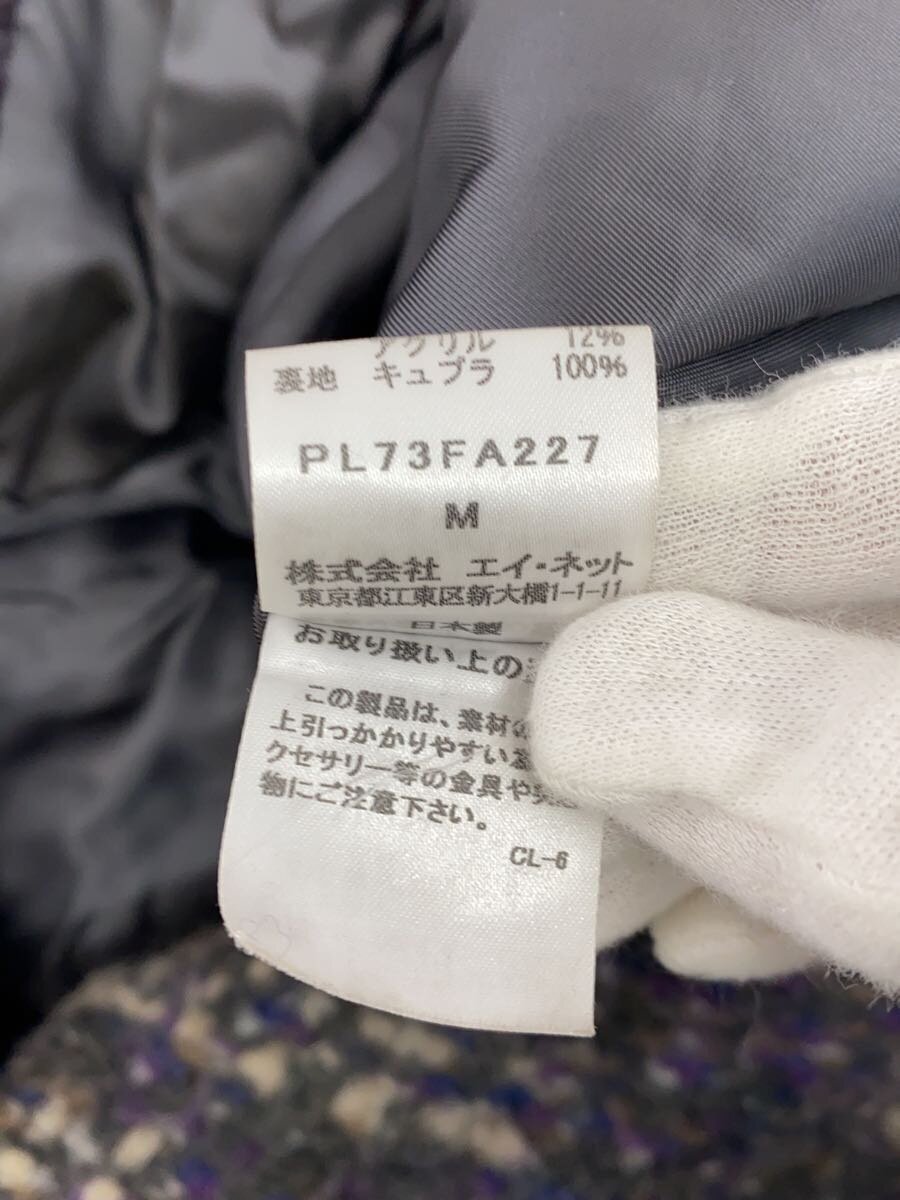 アクリル 12%
裏地 キュプラ 100%
PL73FA227
M
株式会社 エイ・ネット
東京都江東区新大橋1-1-11
日本製
お取り扱い上の
この製品は、素材の
上引っかかりやすい為
クセサリー等の金具や突起
物にご注意下さい。
CL-6